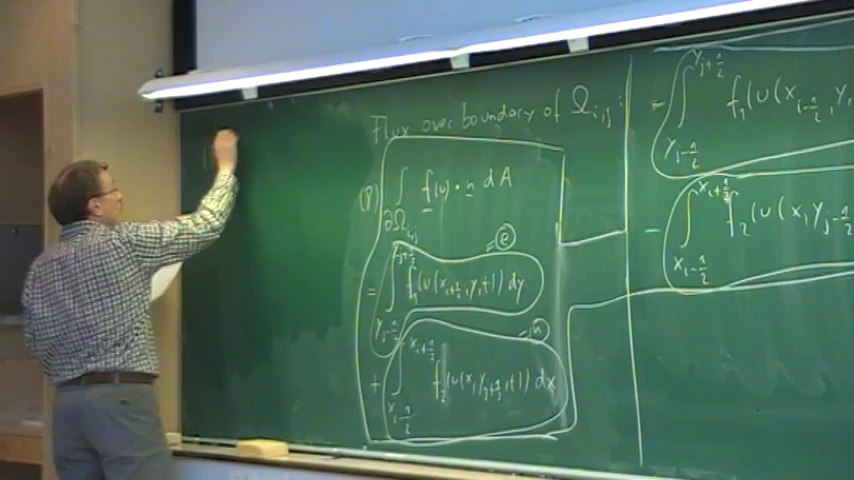 Flux over boundary of Ω_{i,j}:
(8) ∫_{∂Ω_{ij}} f(u) · n dA
= ∫_{y_{j-1/2}}^{y_{j+1/2}} f_1(u(x_{i+1/2}, y, t)) dy =(e)
+ ∫_{x_{i-1/2}}^{x_{i+1/2}} f_2(u(x, y_{j+1/2}, t)) dx =(n)
- ∫_{y_{j-1/2}}^{y_{j+1/2}} f_1(u(x_{i-1/2}, y,
- ∫_{x_{i-1/2}}^{x_{i+1/2}} f_2(u(x, y_{j-1/2}